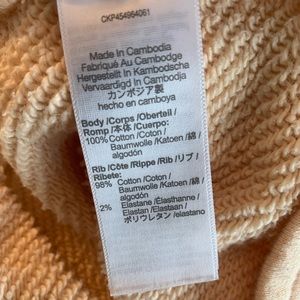 CKP454964061
Made In Cambodia
Fabriqué Au Cambodge
Hergestellt In Kambodscha
Vervaardigd In Cambodja
カンボジア製
hecho en camboya
Body /Corps /Oberteil /
Romp /本体 /Cuerpo:
100% Cotton /Coton /
Baumwolle /Katoen /綿 /
algodón
Rib /Côte /Rippe /Rib /リブ /
Ribete:
98% Cotton /Coton /
Baumwolle /Katoen /綿 /
algodón
2% Elastane /Élasthanne /
Elastan /Elastaan /
ポリウレタン /elastano